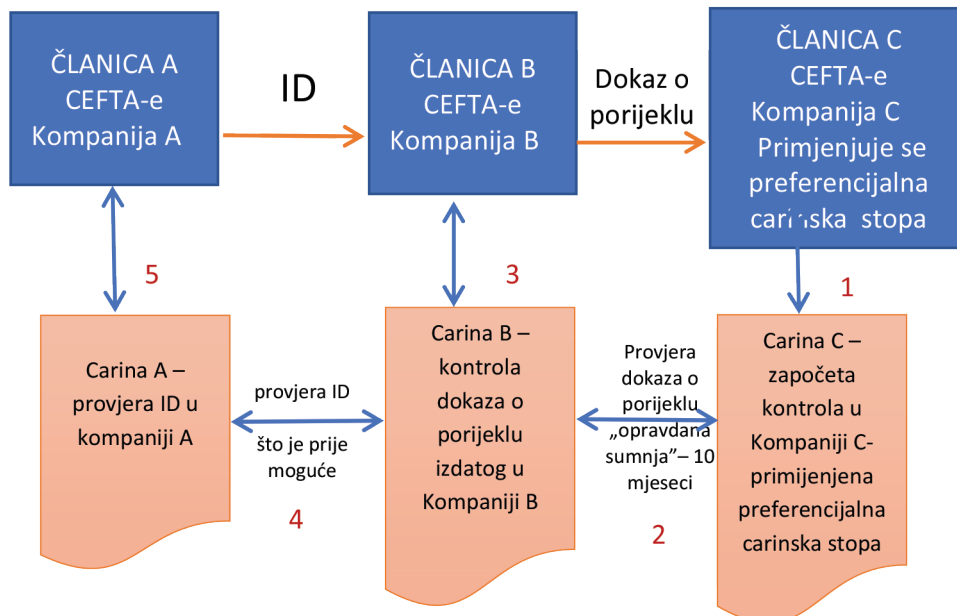 ČLANICA A
CEFTA-e
Kompanija A
ID
ČLANICA B
CEFTA-e
Kompanija B
Dokaz o
porijeklu
ČLANICA C
CEFTA-e
Kompanija C
Primjenjuje se
preferencijalna
carinska stopa
5
3
1
Carina A –
provjera ID u
kompaniji A
provjera ID
što je prije
moguće
4
Carina B –
kontrola
dokaza o
porijeklu
izdatog u
Kompaniji B
Provjera
dokaza o
porijeklu
„opravdana
sumnja”– 10
mjeseci
2
Carina C –
započeta
kontrola u
Kompaniji C-
primijenjena
preferencijalna
carinska stopa